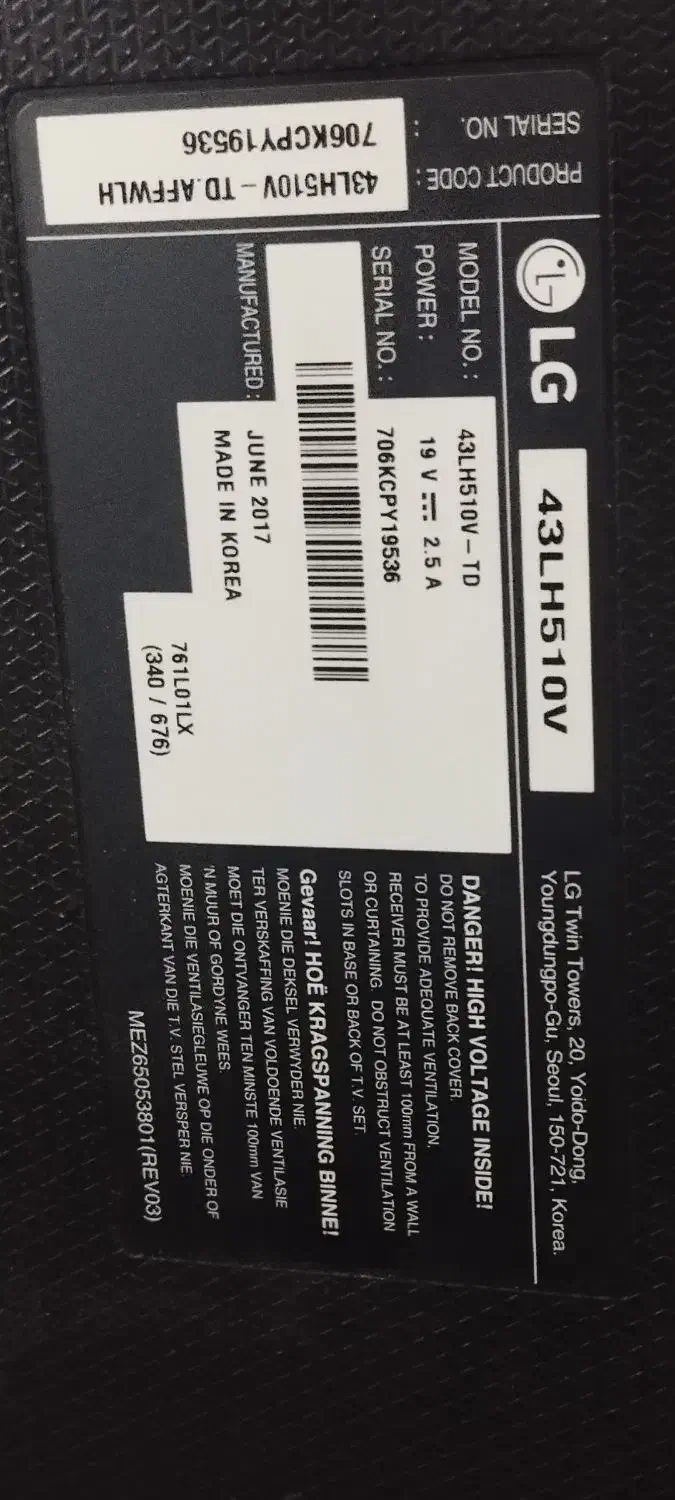 LG 43LH510V
LG Twin Towers, 20, Yoido-Dong,
Youngdungpo-Gu, Seoul, 150-721, Korea.
MODEL NO. : 43LH510V-TD
POWER : 19 V ⎓ 2.5 A
SERIAL NO. : 706KCPY19536
MANUFACTURED : JUNE 2017
MADE IN KOREA
761L01LX
(340 / 676)
DANGER! HIGH VOLTAGE INSIDE!
DO NOT REMOVE BACK COVER.
TO PROVIDE ADEQUATE VENTILATION,
RECEIVER MUST BE AT LEAST 100mm FROM A WALL
OR CURTAINING. DO NOT OBSTRUCT VENTILATION
SLOTS IN BASE OR BACK OF T.V. SET.
Gevaar! HOË KRAGSPANNING BINNE!
MOENIE DIE DEKSEL VERWYDER NIE.
TER VERSKAFFING VAN VOLDOENDE VENTILASIE
MOET DIE ONTVANGER TEN MINSTE 100mm VAN
'N MUUR OF GORDYNE WEES.
MOENIE DIE VENTILASIEGLEUWE OP DIE ONDER OF
AGTERKANT VAN DIE T.V. STEL VERSPER NIE.
MEZ65053801(REV03)
PRODUCT CODE : 43LH510V-TD.AFFWLH
SERIAL NO. : 706KCPY19536